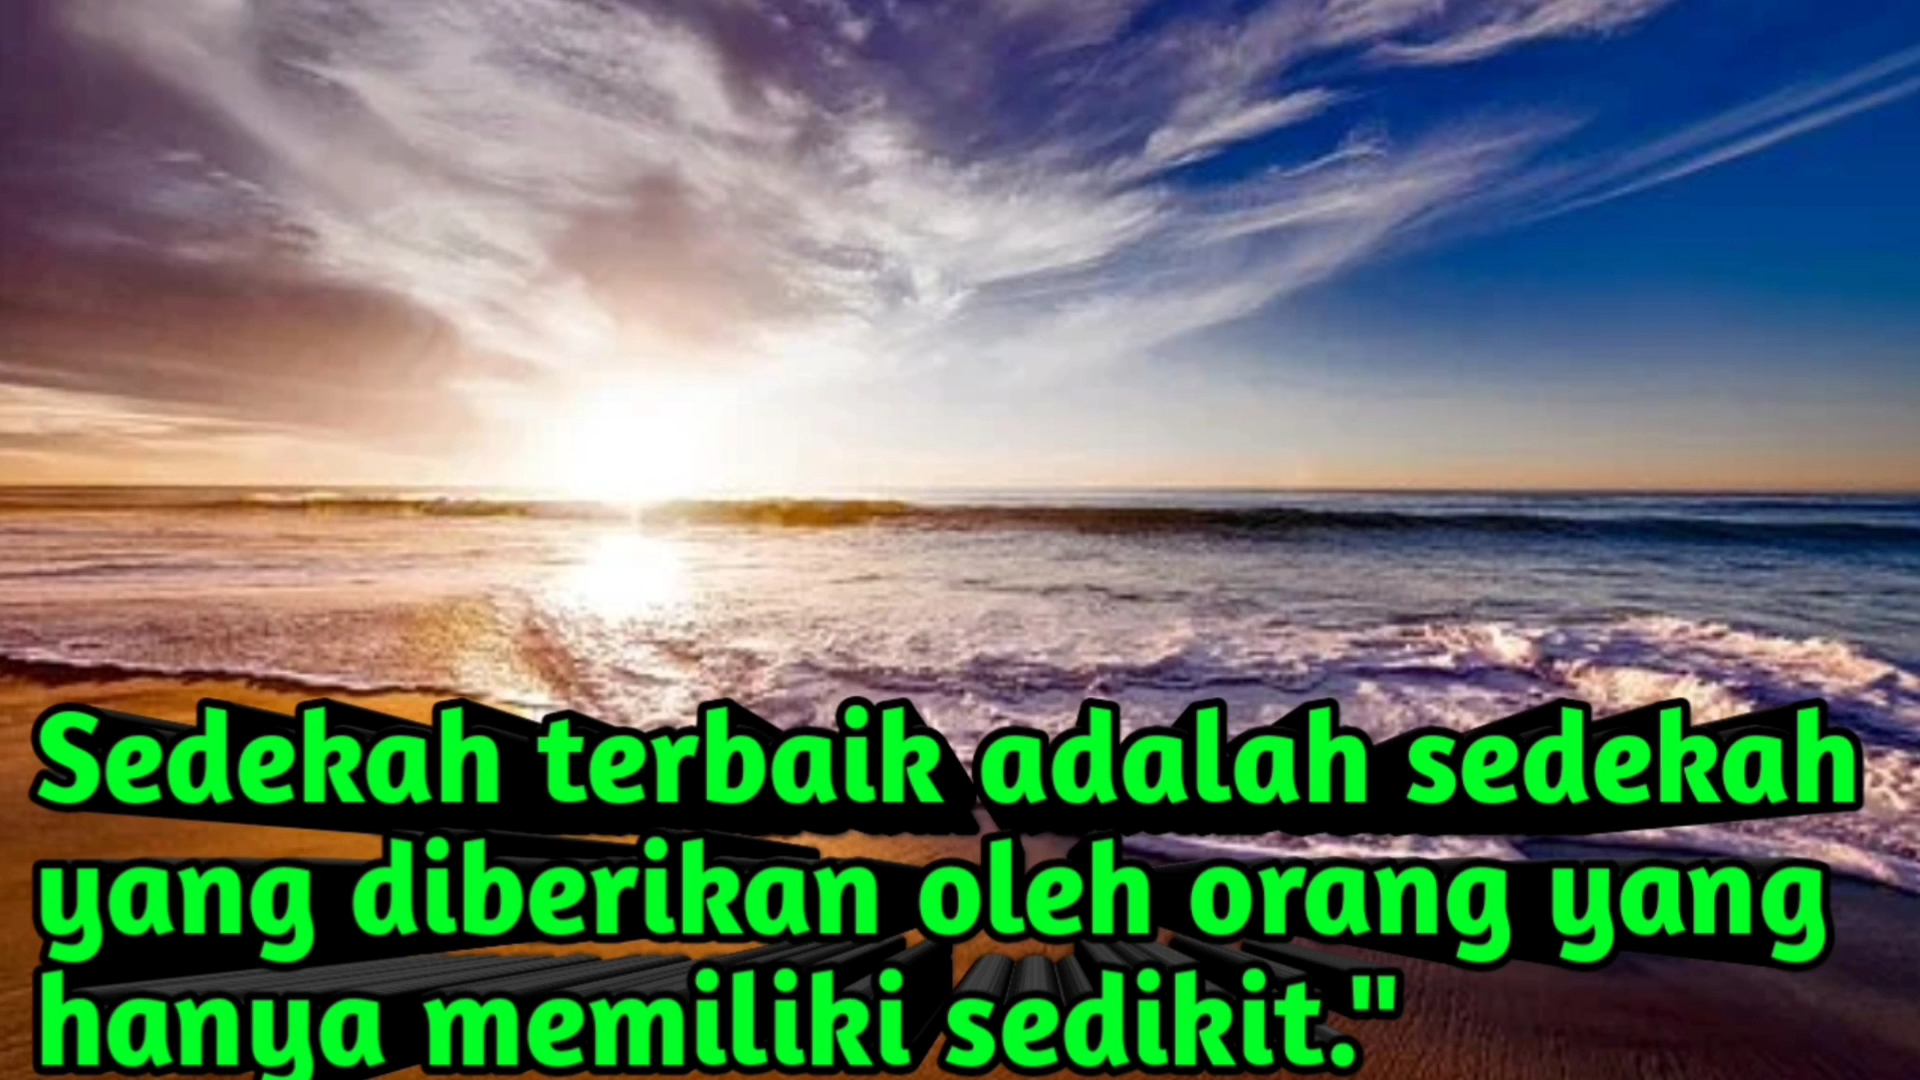 Sedekah terbaik adalah sedekah
yang diberikan oleh orang yang
hanya memiliki sedikit."